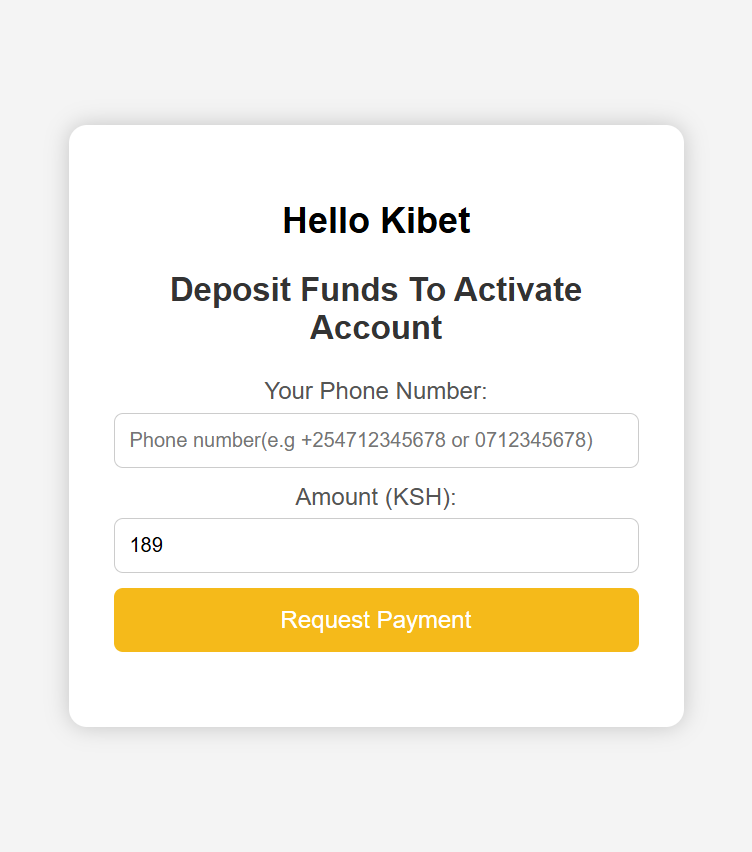 Hello Kibet
Deposit Funds To Activate
Account
Your Phone Number:
Phone number(e.g +254712345678 or 0712345678)
Amount (KSH):
189
Request Payment